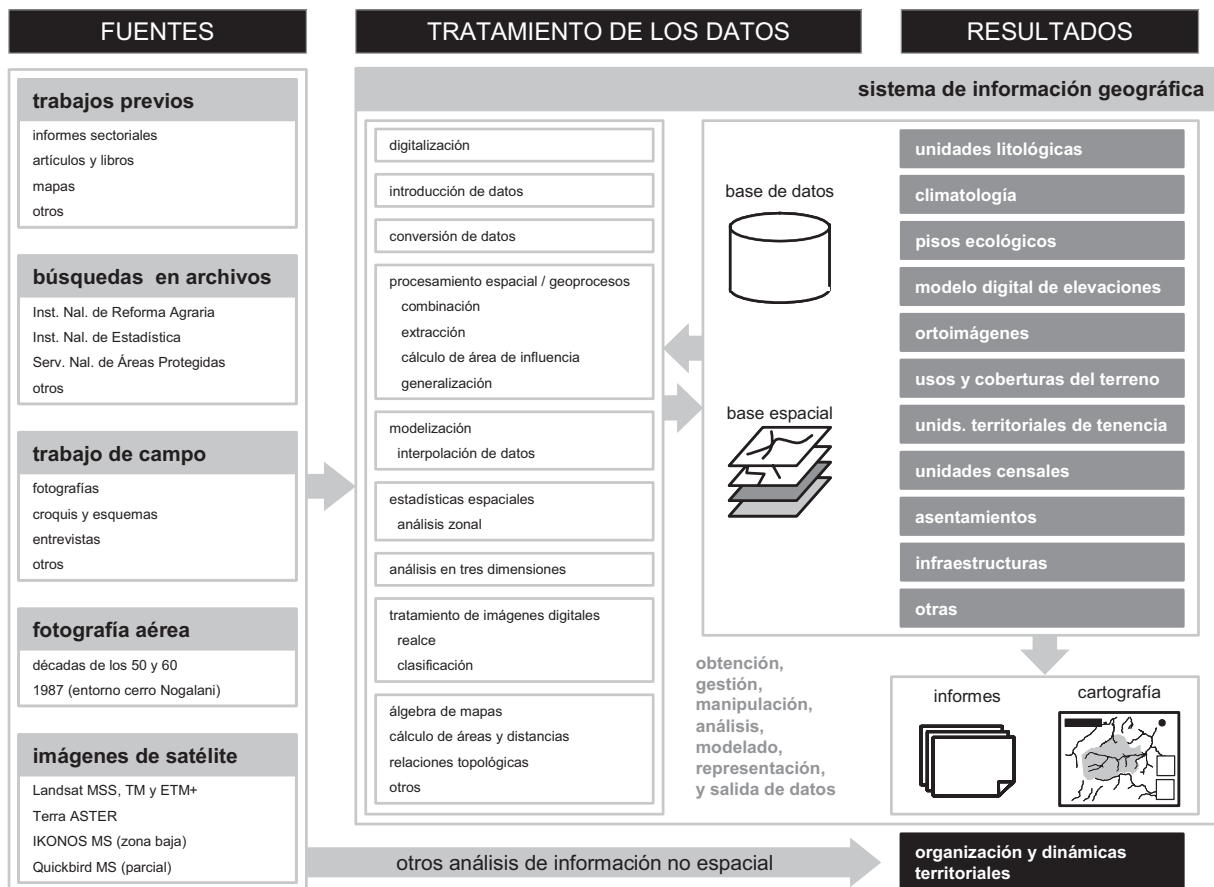 FUENTES
TRATAMIENTO DE LOS DATOS
RESULTADOS
trabajos previos
informes sectoriales
artículos y libros
mapas
otros
búsquedas en archivos
Inst. Nal. de Reforma Agraria
Inst. Nal. de Estadística
Serv. Nal. de Áreas Protegidas
otros
trabajo de campo
fotografías
croquis y esquemas
entrevistas
otros
fotografía aérea
décadas de los 50 y 60
1987 (entorno cerro Nogalani)
imágenes de satélite
Landsat MSS, TM y ETM+
Terra ASTER
IKONOS MS (zona baja)
Quickbird MS (parcial)
sistema de información geográfica
digitalización
introducción de datos
conversión de datos
procesamiento espacial / geoprocesos
combinación
extracción
cálculo de área de influencia
generalización
modelización
interpolación de datos
estadísticas espaciales
análisis zonal
análisis en tres dimensiones
tratamiento de imágenes digitales
realce
clasificación
álgebra de mapas
cálculo de áreas y distancias
relaciones topológicas
otros
base de datos
base espacial
unidades litológicas
climatología
pisos ecológicos
modelo digital de elevaciones
ortoimágenes
usos y coberturas del terreno
unids. territoriales de tenencia
unidades censales
asentamientos
infraestructuras
otras
obtención,
gestión,
manipulación,
análisis,
modelado,
representación,
y salida de datos
informes
cartografía
otros análisis de información no espacial
organización y dinámicas
territoriales